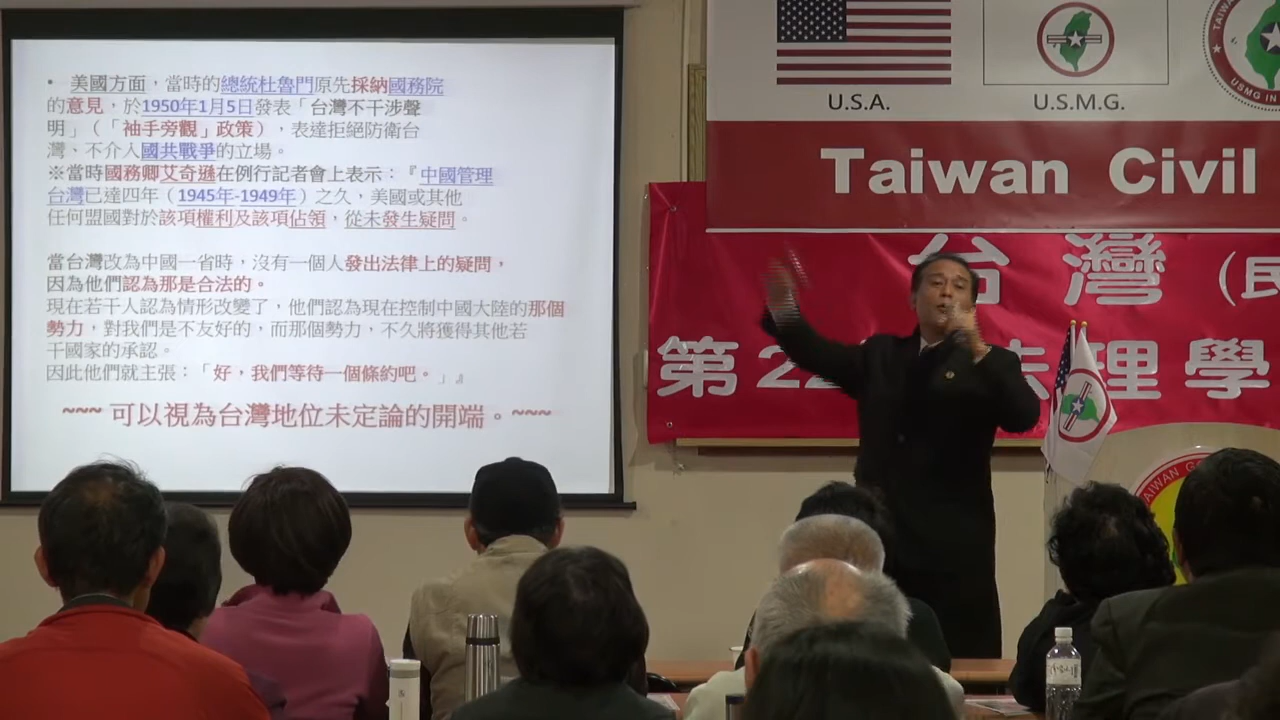 • 美國方面，當時的總統杜魯門原先採納國務院
的意見，於1950年1月5日發表「台灣不干涉聲
明」（「袖手旁觀」政策），表達拒絕防衛台
灣、不介入國共戰爭的立場。
※當時國務卿艾奇遜在例行記者會上表示：『中國管理
台灣已達四年（1945年-1949年）之久，美國或其他
任何盟國對於該項權利及該項佔領，從未發生疑問。
當台灣改為中國一省時，沒有一個人發出法律上的疑問，
因為他們認為那是合法的。
現在若干人認為情形改變了，他們認為現在控制中國大陸的那個
勢力，對我們是不友好的，而那個勢力，不久將獲得其他若
干國家的承認。
因此他們就主張：「好，我們等待一個條約吧。」』
~~~ 可以視為台灣地位未定論的開端。~~~
U.S.A.
U.S.M.G.
TAIWAN
USMG IN
Taiwan Civil
台灣（民
第22 法理學
TAIWAN GO